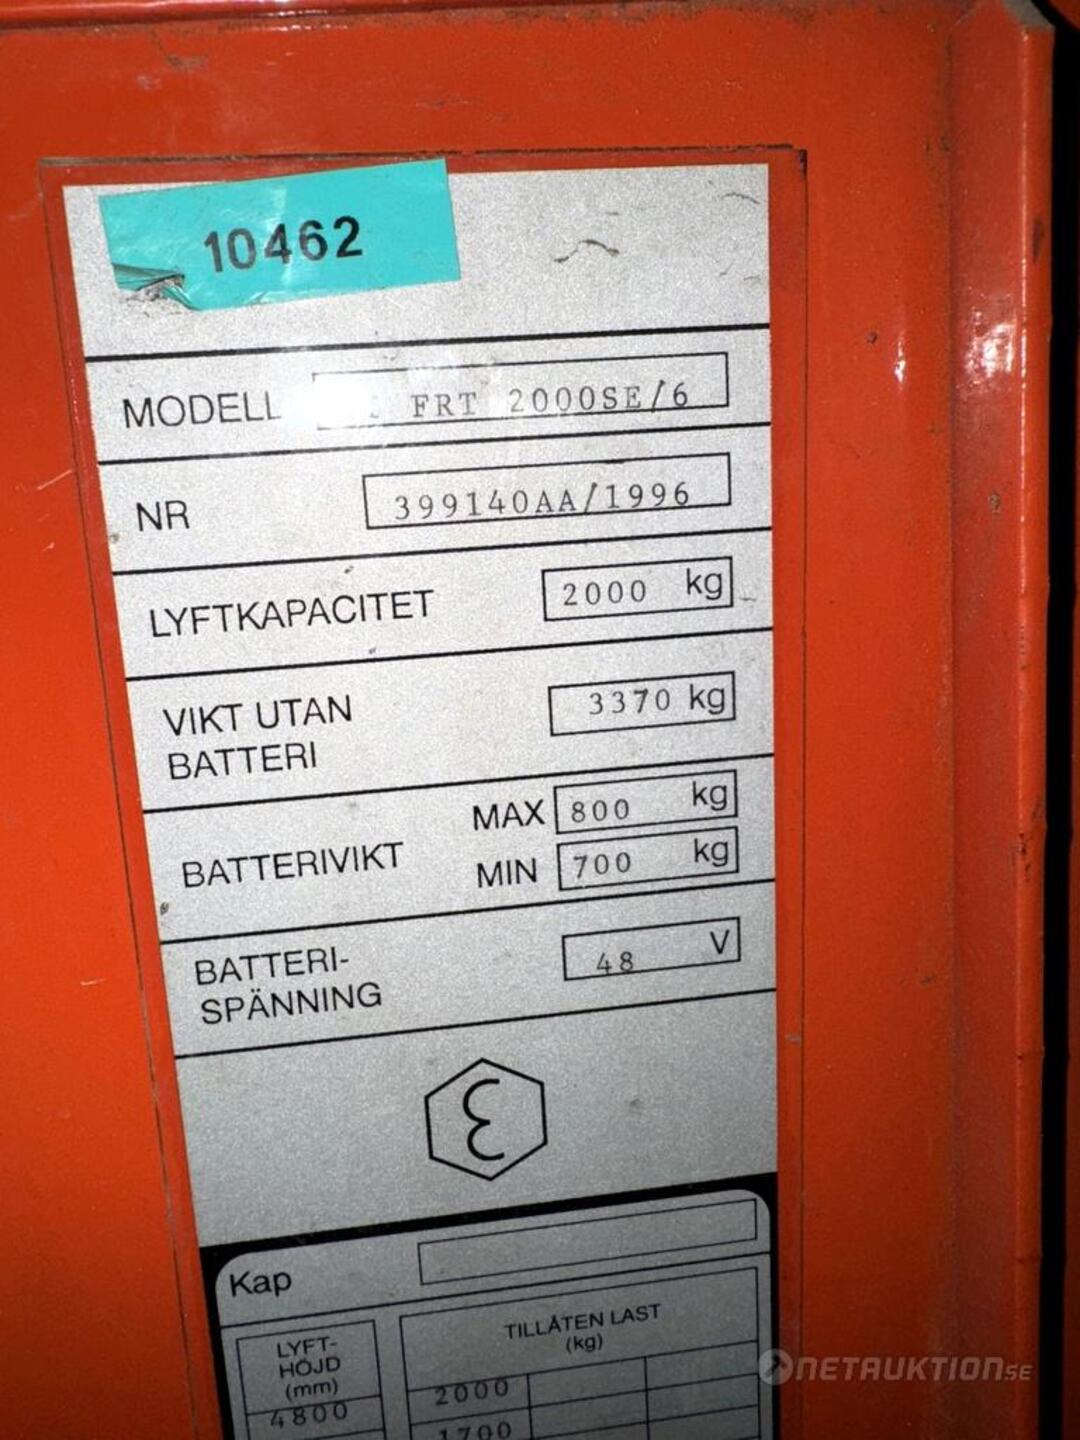 10462
MODELL FRT 2000SE/6
NR 399140AA/1996
LYFTKAPACITET 2000 kg
VIKT UTAN
BATTERI 3370 kg
BATTERIVIKT MAX 800 kg
MIN 700 kg
BATTERI-
SPÄNNING 48 V
Kap
LYFT-
HÖJD
(mm)
TILLÅTEN LAST
(kg)
4800 2000
1700
NETAUKTION.SE